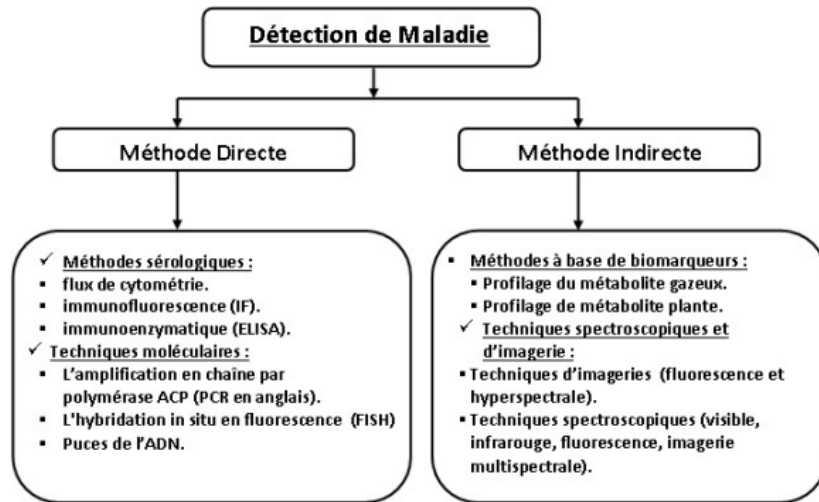 Détection de Maladie
Méthode Directe
Méthode Indirecte
✓ Méthodes sérologiques :
▪ flux de cytométrie.
▪ immunofluorescence (IF).
▪ immunoenzymatique (ELISA).
✓ Techniques moléculaires :
▪ L'amplification en chaîne par
polymérase ACP (PCR en anglais).
▪ L'hybridation in situ en fluorescence (FISH)
▪ Puces de l'ADN.
▪ Méthodes à base de biomarqueurs :
▪ Profilage du métabolite gazeux.
▪ Profilage de métabolite plante.
✓ Techniques spectroscopiques et
d'imagerie :
▪ Techniques d'imageries (fluorescence et
hyperspectrale).
▪ Techniques spectroscopiques (visible,
infrarouge, fluorescence, imagerie
multispectrale).